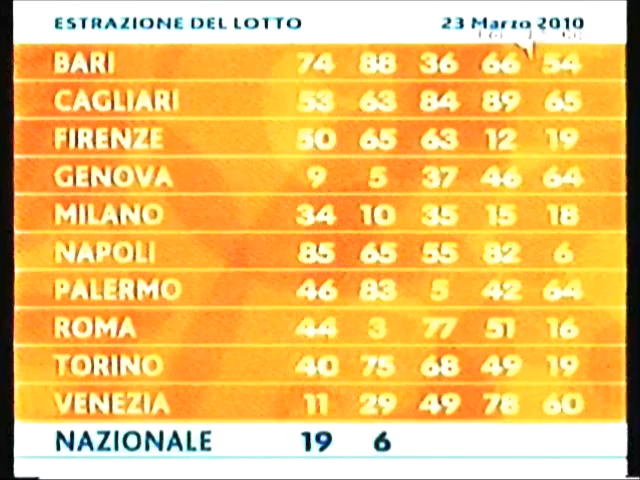 ESTRAZIONE DEL LOTTO 23 Marzo 2010
BARI 74 88 36 66 54
CAGLIARI 53 63 84 89 65
FIRENZE 50 65 63 12 19
GENOVA 9 5 37 46 64
MILANO 34 10 35 15 18
NAPOLI 85 65 55 82 6
PALERMO 46 83 5 42 64
ROMA 44 3 77 51 16
TORINO 40 75 68 49 19
VENEZIA 11 29 49 78 60
NAZIONALE 19 6